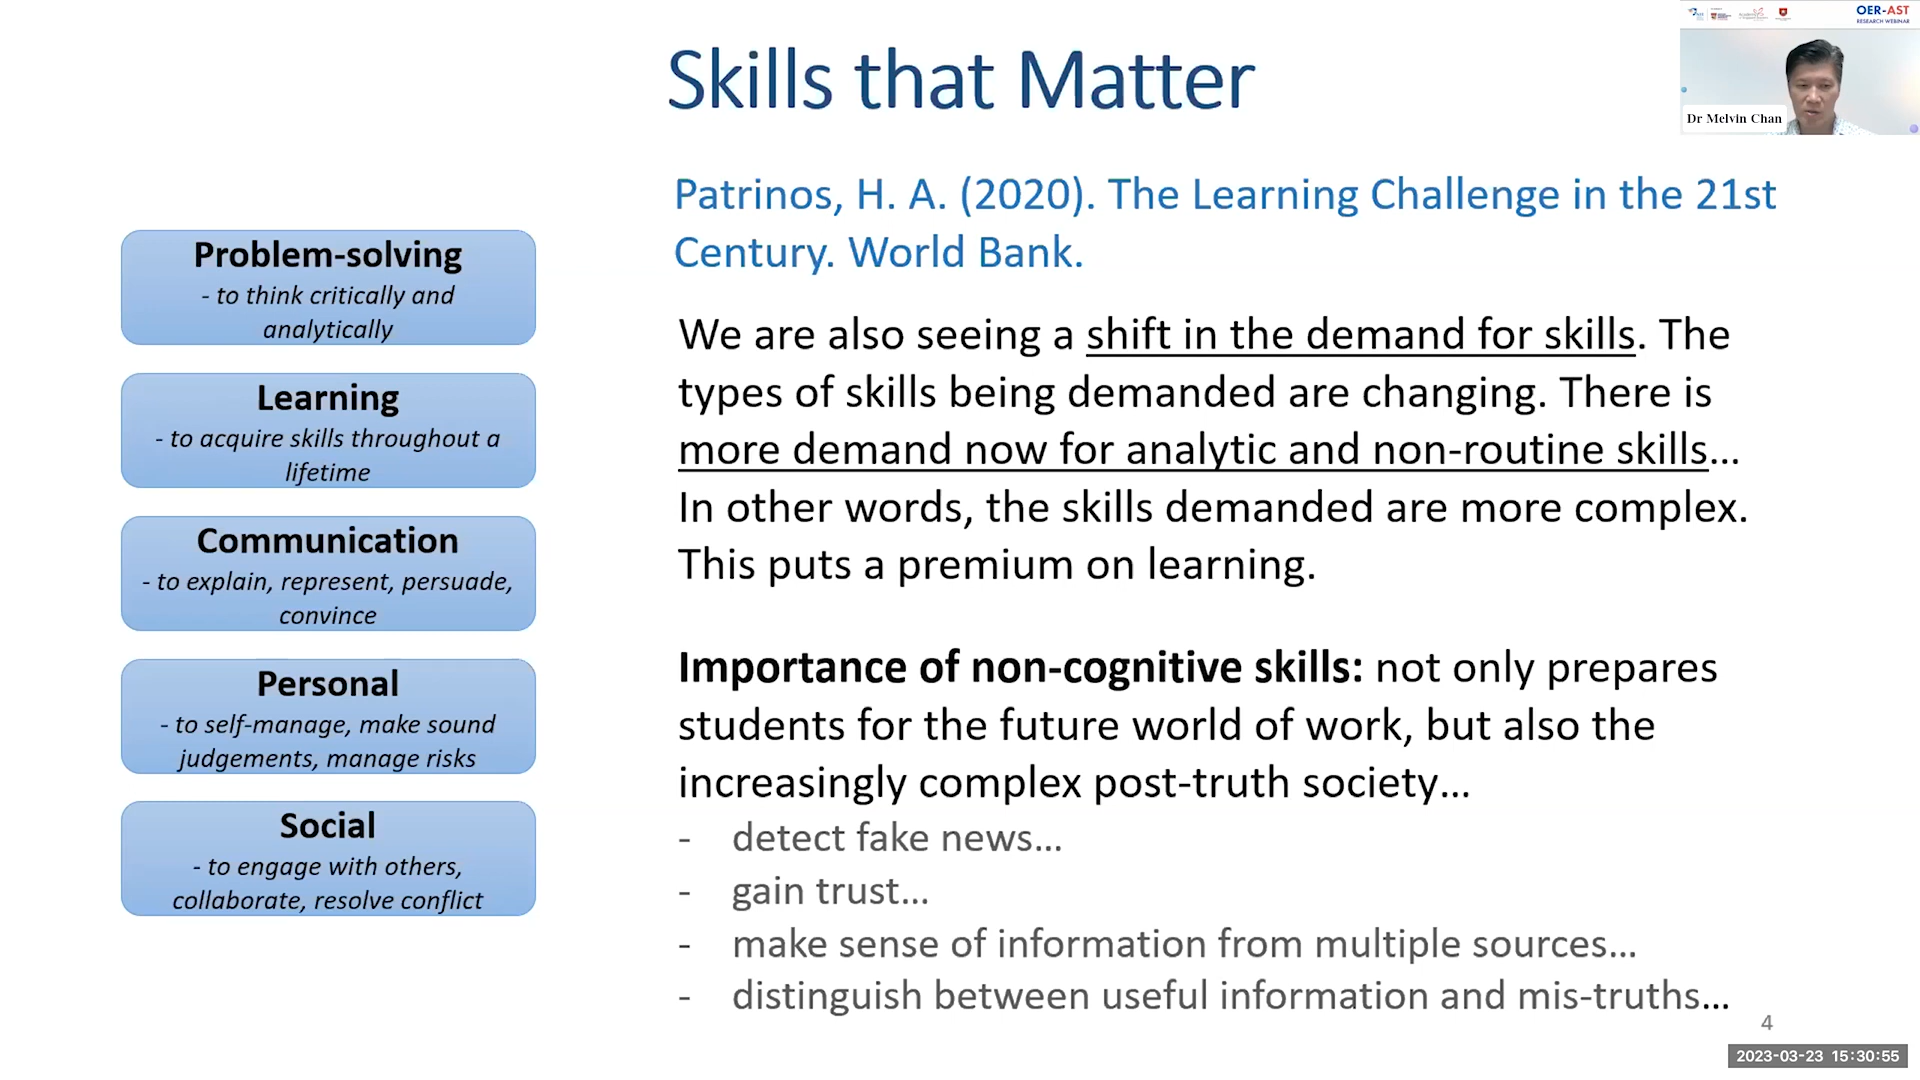 Skills that Matter
OER-AST
RESEARCH WEBINAR
Dr Melvin Chan
Problem-solving
- to think critically and
analytically
Learning
- to acquire skills throughout a
lifetime
Communication
- to explain, represent, persuade,
convince
Personal
- to self-manage, make sound
judgements, manage risks
Social
- to engage with others,
collaborate, resolve conflict
Patrinos, H. A. (2020). The Learning Challenge in the 21st
Century. World Bank.
We are also seeing a shift in the demand for skills. The
types of skills being demanded are changing. There is
more demand now for analytic and non-routine skills…
In other words, the skills demanded are more complex.
This puts a premium on learning.
Importance of non-cognitive skills: not only prepares
students for the future world of work, but also the
increasingly complex post-truth society…
- detect fake news…
- gain trust…
- make sense of information from multiple sources…
- distinguish between useful information and mis-truths…
4
2023-03-23 15:30:55